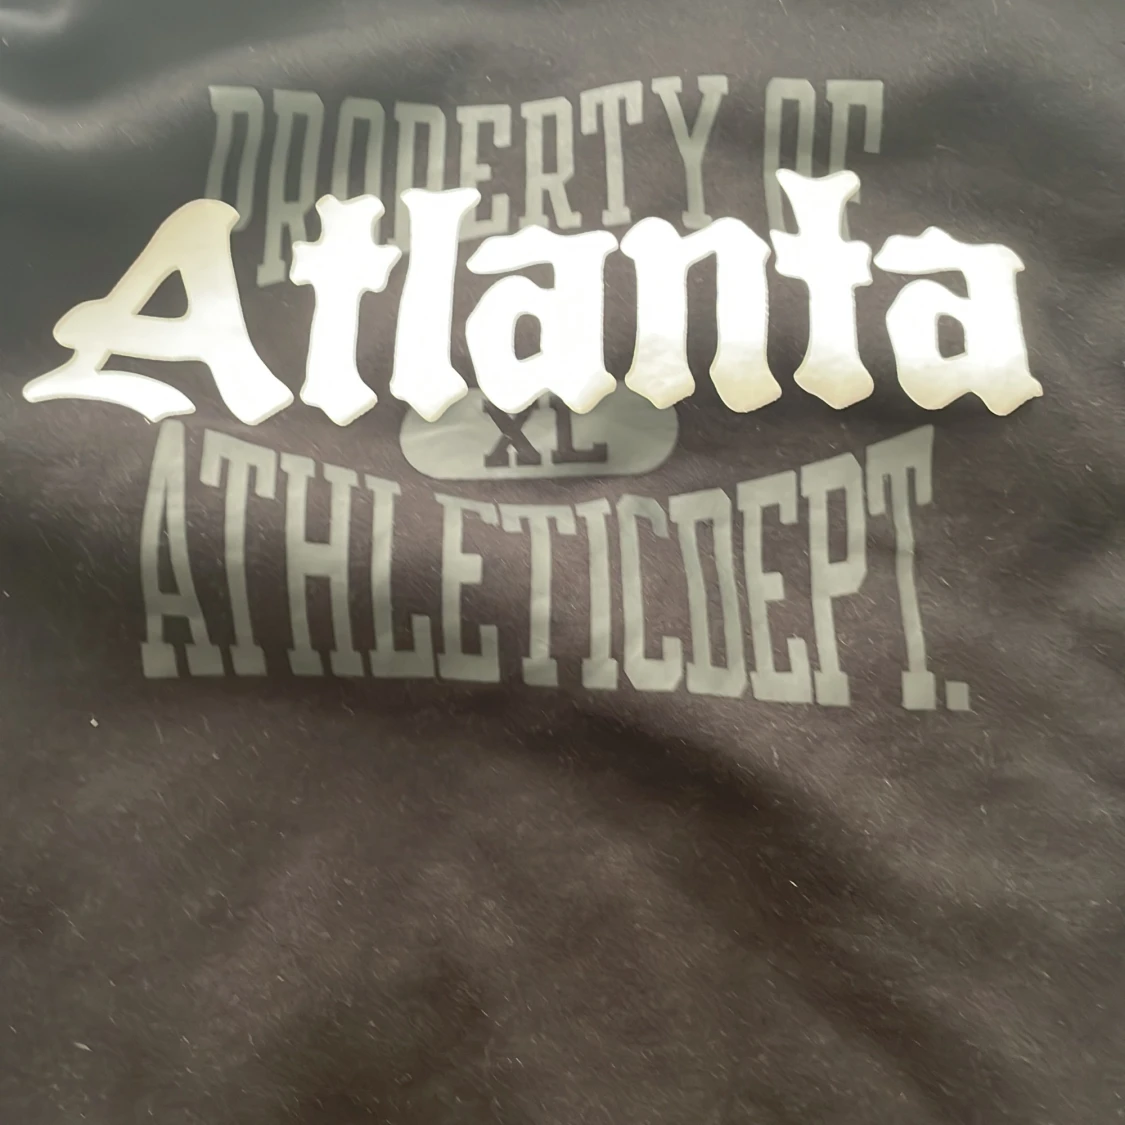 PROPERTY OF
Atlanta
XL
ATHLETICDEPT.